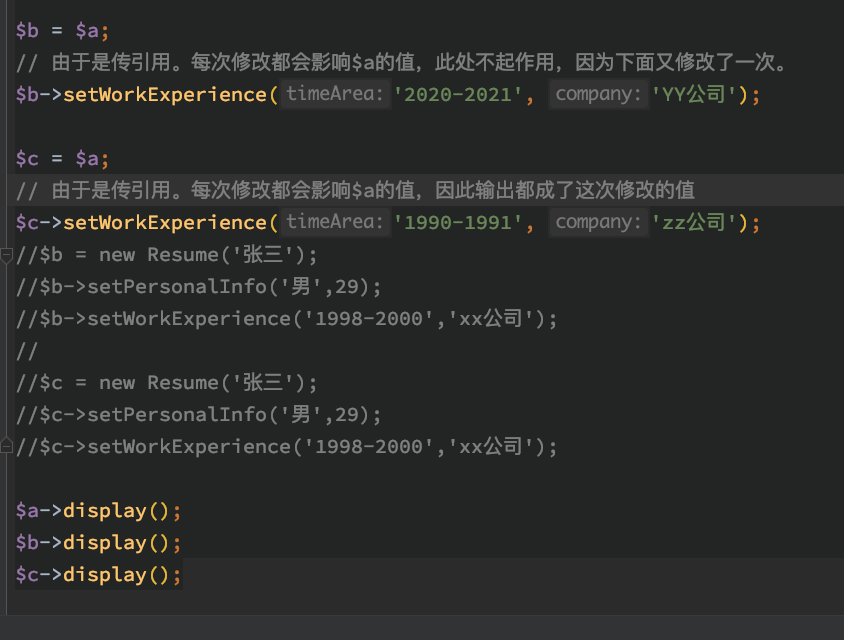 $b = $a;
// 由于是传引用。每次修改都会影响$a的值，此处不起作用，因为下面又修改了一次。
$b->setWorkExperience( timeArea: '2020-2021', company: 'YY公司');
$c = $a;
// 由于是传引用。每次修改都会影响$a的值，因此输出都成了这次修改的值
$c->setWorkExperience( timeArea: '1990-1991', company: 'zz公司');
//$b = new Resume('张三');
//$b->setPersonalInfo('男',29);
//$b->setWorkExperience('1998-2000','xx公司');
//
//$c = new Resume('张三');
//$c->setPersonalInfo('男',29);
//$c->setWorkExperience('1998-2000','xx公司');
$a->display();
$b->display();
$c->display();